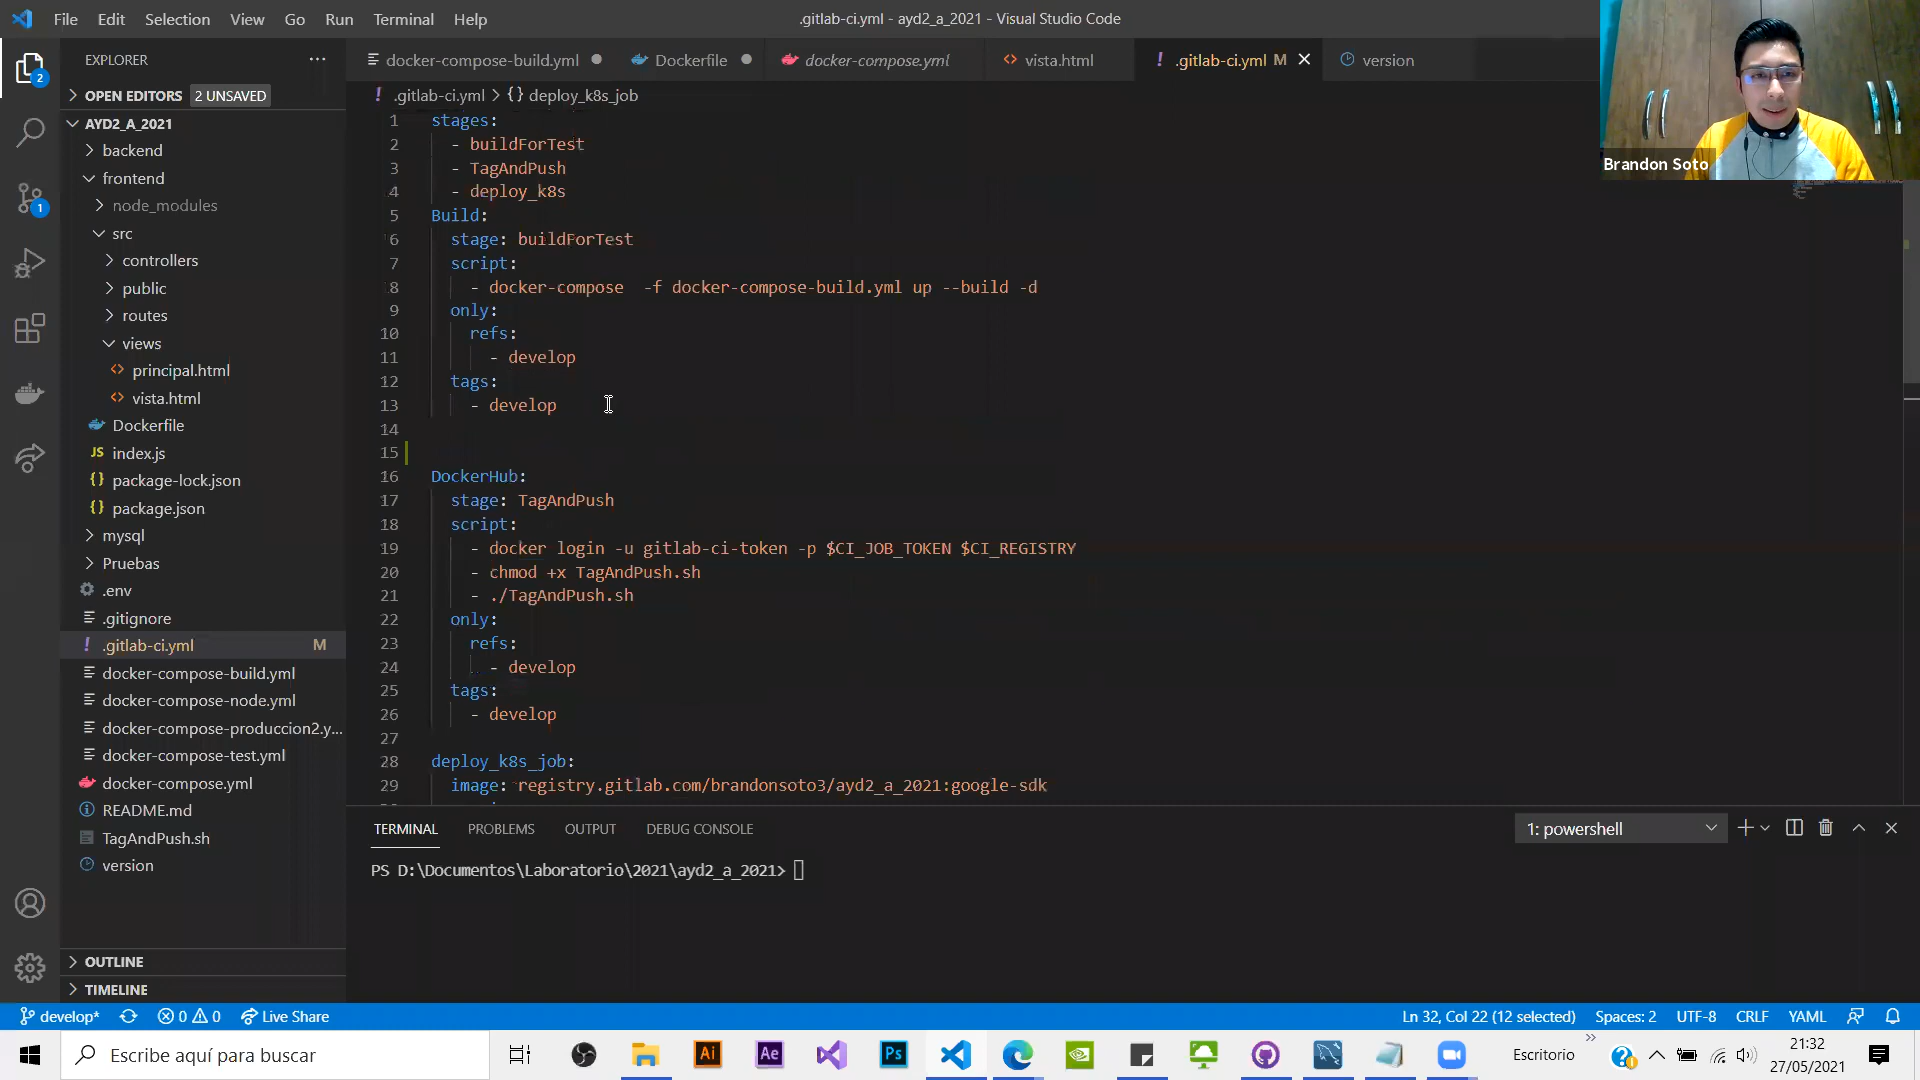 File Edit Selection View Go Run Terminal Help
.gitlab-ci.yml - ayd2_a_2021 - Visual Studio Code
Brandon Soto
EXPLORER
OPEN EDITORS 2 UNSAVED
AYD2_A_2021
backend
frontend
node_modules
src
controllers
public
routes
views
principal.html
vista.html
Dockerfile
index.js
package-lock.json
package.json
mysql
Pruebas
.env
.gitignore
.gitlab-ci.yml M
docker-compose-build.yml
docker-compose-node.yml
docker-compose-produccion2.y...
docker-compose-test.yml
docker-compose.yml
README.md
TagAndPush.sh
version
OUTLINE
TIMELINE
docker-compose-build.yml Dockerfile docker-compose.yml vista.html .gitlab-ci.yml M version
.gitlab-ci.yml > {} deploy_k8s_job
1 stages:
2 - buildForTest
3 - TagAndPush
4 - deploy_k8s
5 Build:
6 stage: buildForTest
7 script:
8 - docker-compose  -f docker-compose-build.yml up --build -d
9 only:
10 refs:
11 - develop
12 tags:
13 - develop
14
15
16 DockerHub:
17 stage: TagAndPush
18 script:
19 - docker login -u gitlab-ci-token -p $CI_JOB_TOKEN $CI_REGISTRY
20 - chmod +x TagAndPush.sh
21 - ./TagAndPush.sh
22 only:
23 refs:
24 - develop
25 tags:
26 - develop
27
28 deploy_k8s_job:
29 image: registry.gitlab.com/brandonsoto3/ayd2_a_2021:google-sdk
TERMINAL PROBLEMS OUTPUT DEBUG CONSOLE
1: powershell
PS D:\Documentos\Laboratorio\2021\ayd2_a_2021>
develop* 0 0 Live Share
Ln 32, Col 22 (12 selected) Spaces: 2 UTF-8 CRLF YAML
Escribe aquí para buscar
Ai Ae Ps
Escritorio
21:32
27/05/2021